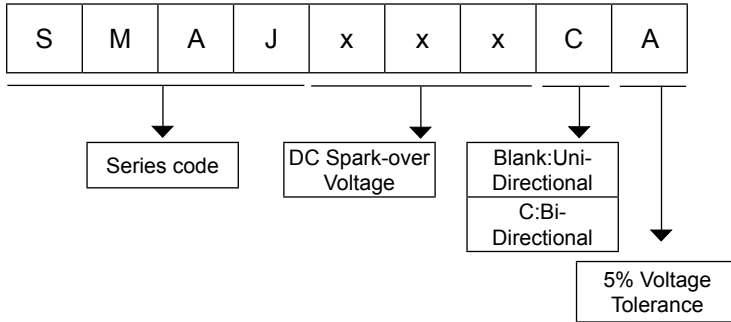 S M A J x x x C A
Series code
DC Spark-over
Voltage
Blank:Uni-
Directional
C:Bi-
Directional
5% Voltage
Tolerance